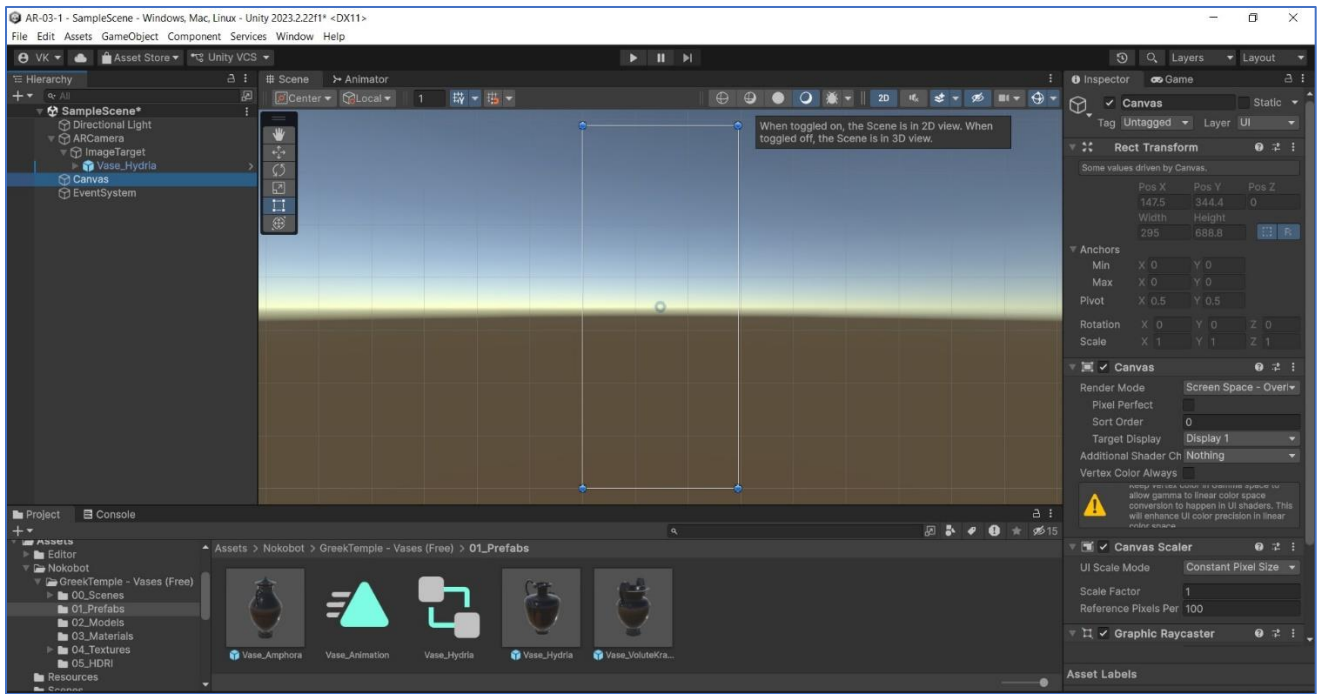 AR-03-1 - SampleScene - Windows, Mac, Linux - Unity 2023.2.22f1* <DX11>
File Edit Assets GameObject Component Services Window Help
VK Asset Store Unity VCS Layers Layout
Hierarchy
All
SampleScene*
Directional Light
ARCamera
ImageTarget
Vase_Hydria
Canvas
EventSystem
Scene Animator
Center Local 1 2D
When toggled on, the Scene is in 2D view. When
toggled off, the Scene is in 3D view.
Inspector Game
Canvas Static
Tag Untagged Layer UI
Rect Transform
Some values driven by Canvas.
Pos X Pos Y Pos Z
147.5 344.4 0
Width Height
295 688.8 R
Anchors
Min X 0 Y 0
Max X 0 Y 0
Pivot X 0.5 Y 0.5
Rotation X 0 Y 0 Z 0
Scale X 1 Y 1 Z 1
Canvas
Render Mode Screen Space - Overl
Pixel Perfect
Sort Order 0
Target Display Display 1
Additional Shader Ch Nothing
Vertex Color Always
Keep vertex color in Gamma space to
allow gamma to linear color space
conversion to happen in UI shaders. This
will enhance UI color precision in linear
color space
Canvas Scaler
UI Scale Mode Constant Pixel Size
Scale Factor 1
Reference Pixels Per 100
Graphic Raycaster
Asset Labels
Project Console
15
Assets
Editor
Nokobot
GreekTemple - Vases (Free)
00_Scenes
01_Prefabs
02_Models
03_Materials
04_Textures
05_HDRI
Resources
Scenes
Assets > Nokobot > GreekTemple - Vases (Free) > 01_Prefabs
Vase_Amphora Vase_Animation Vase_Hydria Vase_Hydria Vase_VoluteKra...